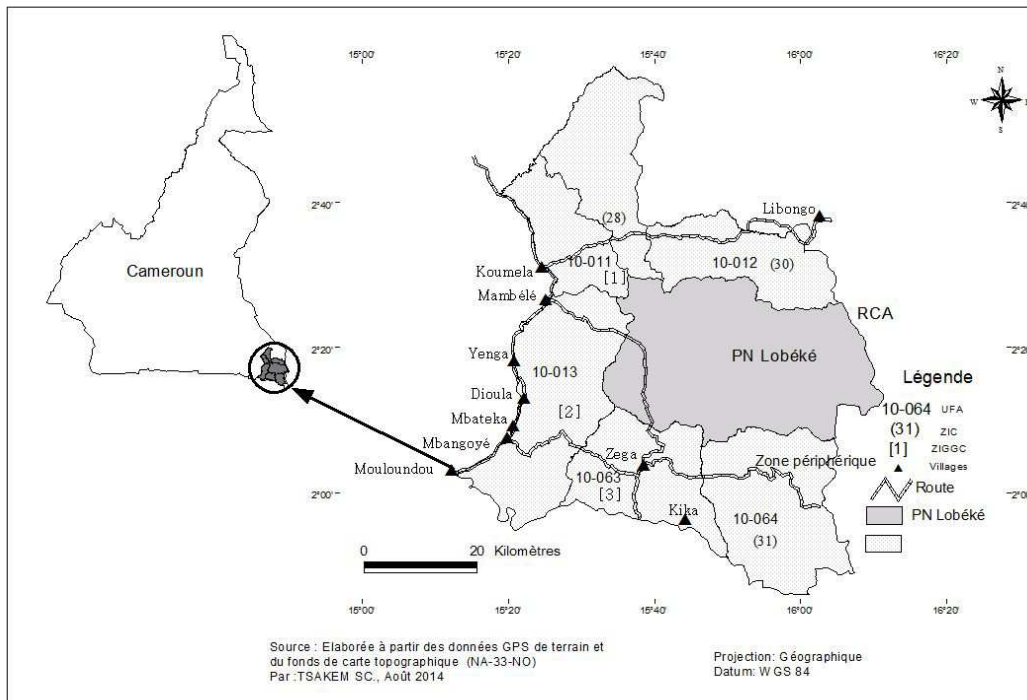 15°00' 15°20' 15°40' 16°00' 16°20'
N
W
S
2°40' 2°40'
Libongo
(28)
Cameroun
Koumela
10-011
10-012 (30)
[1]
Mambélé
RCA
2°20' 2°20'
PN Lobéké
Yenga
10-013
Légende
Dioula
10-064 UFA
[2]
(31) ZIC
Mbateka
[1] ZIGGC
Mbangoyé
Zega
Zone périphérique
Villages
Mouloundou
10-063
Route
2°00' 2°00'
[3]
Kika
10-064
PN Lobéké
(31)
0 20 Kilomètres
15°00' 15°20' 15°40' 16°00' 16°20'
Source : Elaborée à partir des données GPS de terrain et
du fonds de carte topographique (NA-33-NO)
Par :TSAKEM SC., Août 2014
Projection: Géographique
Datum: WGS 84